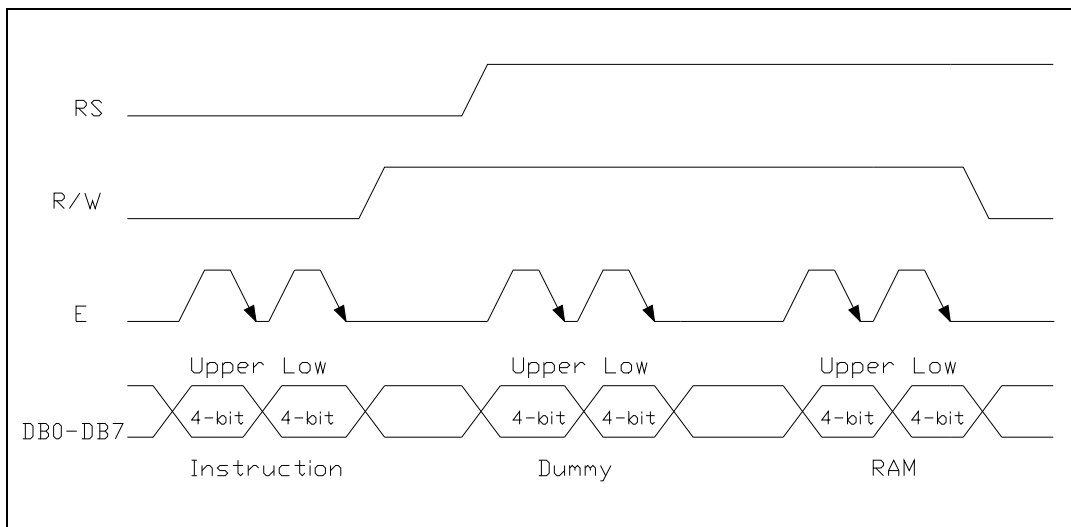 RS
R/W
E
Upper Low Upper Low Upper Low
4-bit 4-bit 4-bit 4-bit 4-bit 4-bit
DB0-DB7
Instruction Dummy RAM